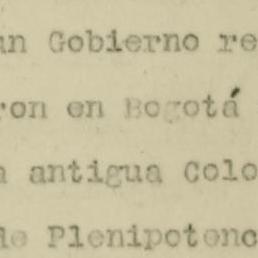 un Gobierno re
ron en Bogotá
a antigua Colo
de Plenipotenc